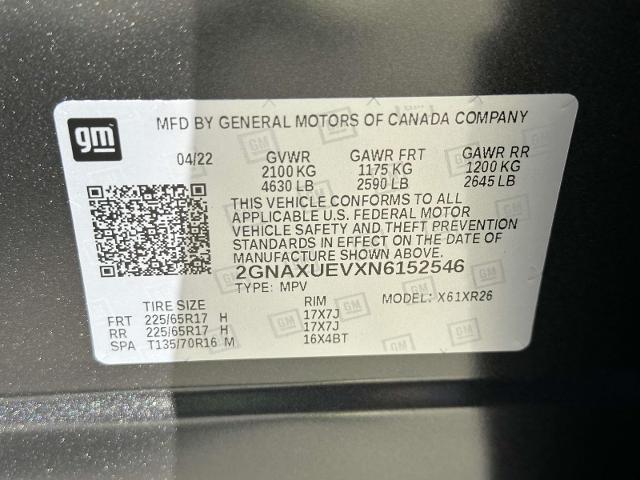 gm
MFD BY GENERAL MOTORS OF CANADA COMPANY
04/22 GVWR GAWR FRT GAWR RR
2100 KG 1175 KG 1200 KG
4630 LB 2590 LB 2645 LB
THIS VEHICLE CONFORMS TO ALL
APPLICABLE U.S. FEDERAL MOTOR
VEHICLE SAFETY AND THEFT PREVENTION
STANDARDS IN EFFECT ON THE DATE OF
MANUFACTURE SHOWN ABOVE.
2GNAXUEVXN6152546
TYPE: MPV MODEL: X61XR26
TIRE SIZE RIM
FRT 225/65R17 H 17X7J
RR 225/65R17 H 17X7J
SPA T135/70R16 M 16X4BT